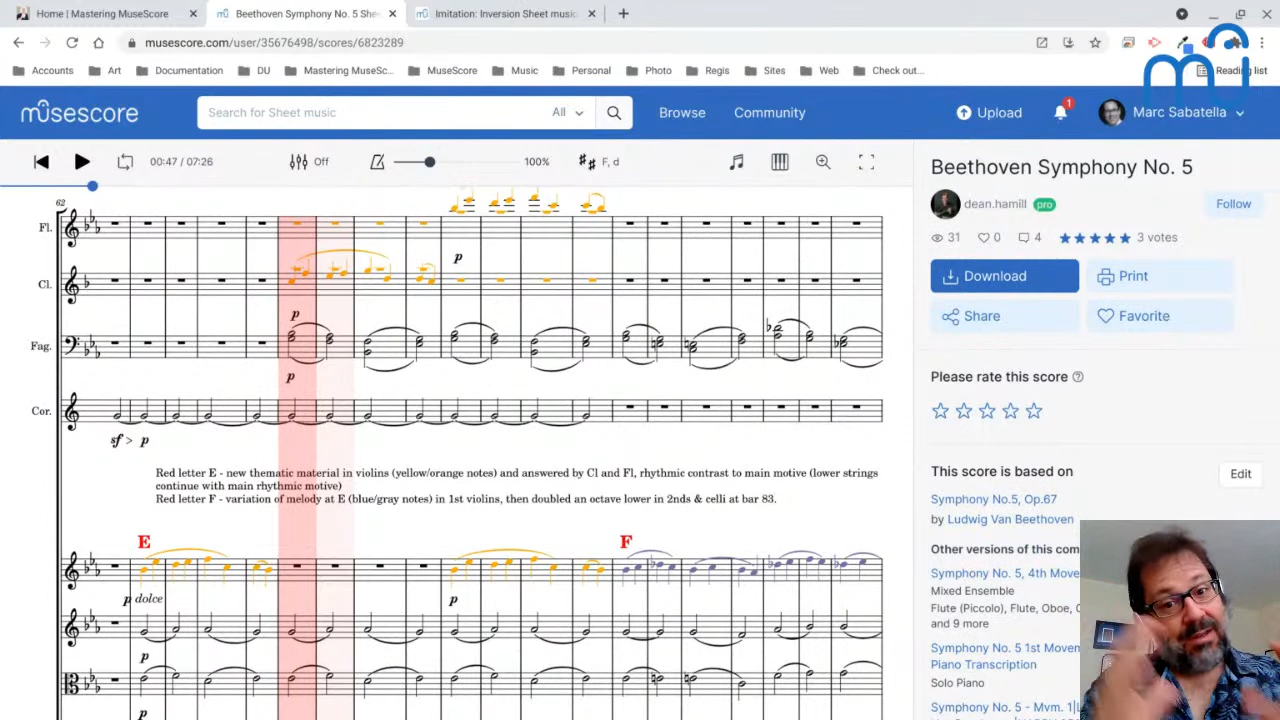 Home | Mastering MuseScore
Beethoven Symphony No. 5 She
Imitation: Inversion Sheet music
musescore.com/user/35676498/scores/6823289
Accounts Art Documentation DU Mastering MuseSc... MuseScore Music Personal Photo Regis Sites Web Check out... Reading list
musescore
Search for Sheet music All
Browse Community
Upload 1 Marc Sabatella
00:47 / 07:26 Off 100% F, d
Beethoven Symphony No. 5
dean.hamill pro Follow
31 0 4 3 votes
Download Print
Share Favorite
Please rate this score
This score is based on Edit
Symphony No.5, Op.67
by Ludwig Van Beethoven
Other versions of this com
Symphony No. 5, 4th Move
Mixed Ensemble
Flute (Piccolo), Flute, Oboe, C
and 9 more
Symphony No. 5 1st Movem
Piano Transcription
Solo Piano
Symphony No. 5 - Mvm. 1|L
62
Fl.
p
Cl.
p
Fag.
p
Cor.
sf > p
Red letter E - new thematic material in violins (yellow/orange notes) and answered by Cl and Fl, rhythmic contrast to main motive (lower strings
continue with main rhythmic motive)
Red letter F - variation of melody at E (blue/gray notes) in 1st violins, then doubled an octave lower in 2nds & celli at bar 83.
E F
p dolce p
p
p